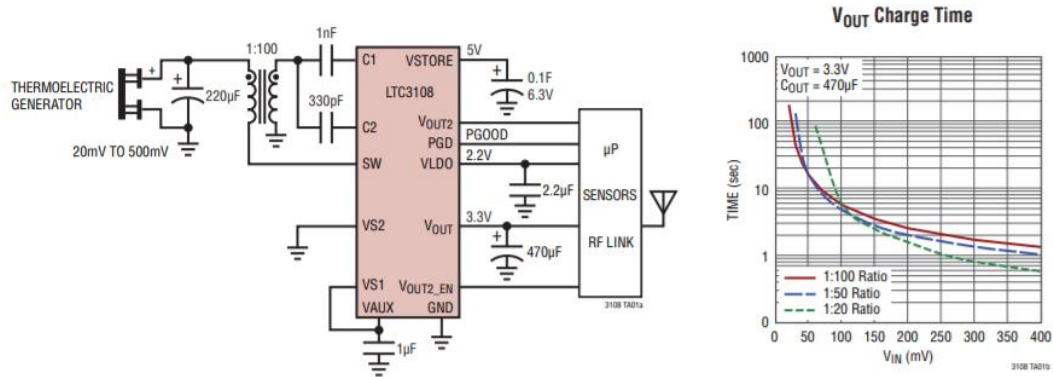 THERMOELECTRIC
GENERATOR
20mV TO 500mV
+
220µF
1:100
1nF
330pF
C1
C2
SW
VS2
VS1
VAUX
1µF
LTC3108
VSTORE
VOUT2
PGD
VLDO
VOUT
VOUT2_EN
GND
5V
+
0.1F
6.3V
PGOOD
2.2V
2.2µF
3.3V
+
470µF
µP
SENSORS
RF LINK
3108 TA01a
VOUT Charge Time
VOUT = 3.3V
COUT = 470µF
TIME (sec)
1000
100
10
1
0
1:100 Ratio
1:50 Ratio
1:20 Ratio
0 50 100 150 200 250 300 350 400
VIN (mV)
3108 TA01b